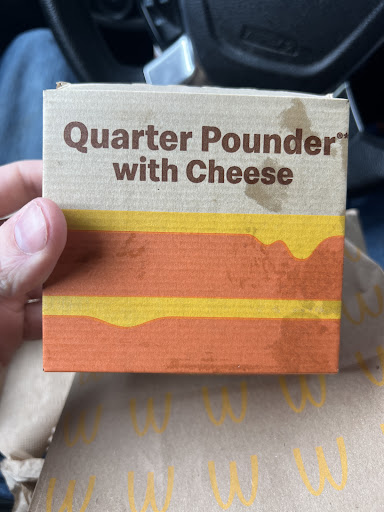 Quarter Pounder®*
with Cheese